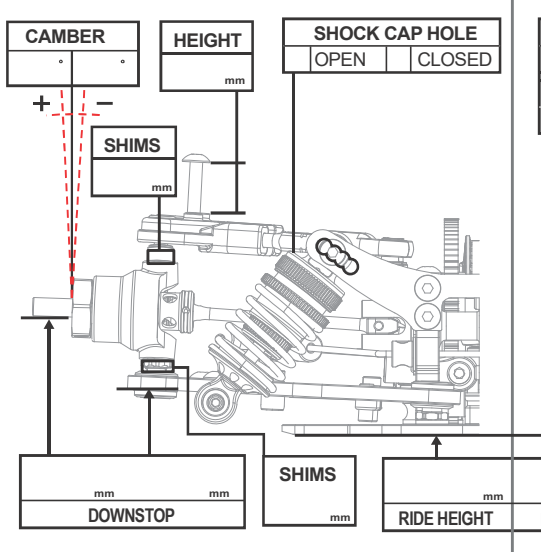 CAMBER
° °
+ −
HEIGHT
mm
SHOCK CAP HOLE
OPEN CLOSED
SHIMS
mm
mm mm
DOWNSTOP
SHIMS
mm
mm
RIDE HEIGHT